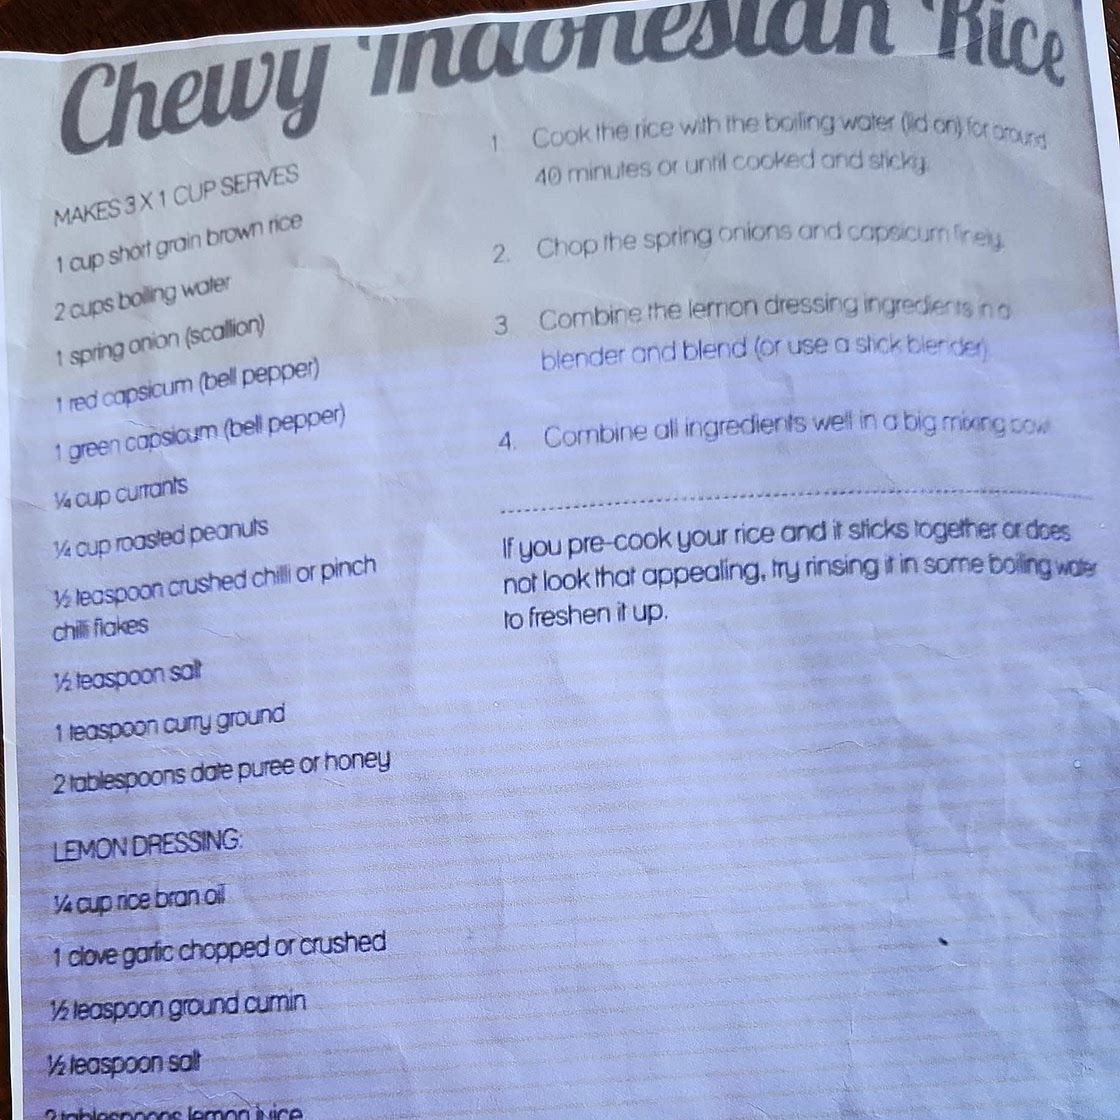 Chewy Indonesian Rice
MAKES 3 X 1 CUP SERVES
1 cup short grain brown rice
2 cups boiling water
1 spring onion (scallion)
1 red capsicum (bell pepper)
1 green capsicum (bell pepper)
¼ cup currants
¼ cup roasted peanuts
½ teaspoon crushed chilli or pinch
chilli flakes
½ teaspoon salt
1 teaspoon curry ground
2 tablespoons date puree or honey
LEMON DRESSING:
¼ cup rice bran oil
1 clove garlic chopped or crushed
½ teaspoon ground cumin
½ teaspoon salt
2 tablespoons lemon juice
1. Cook the rice with the boiling water (lid on) for around
40 minutes or until cooked and sticky.
2. Chop the spring onions and capsicum finely.
3 Combine the lemon dressing ingredients in a
blender and blend (or use a stick blender)
4. Combine all ingredients well in a big mixing bowl
If you pre-cook your rice and it sticks together or does
not look that appealing, try rinsing it in some boiling water
to freshen it up.